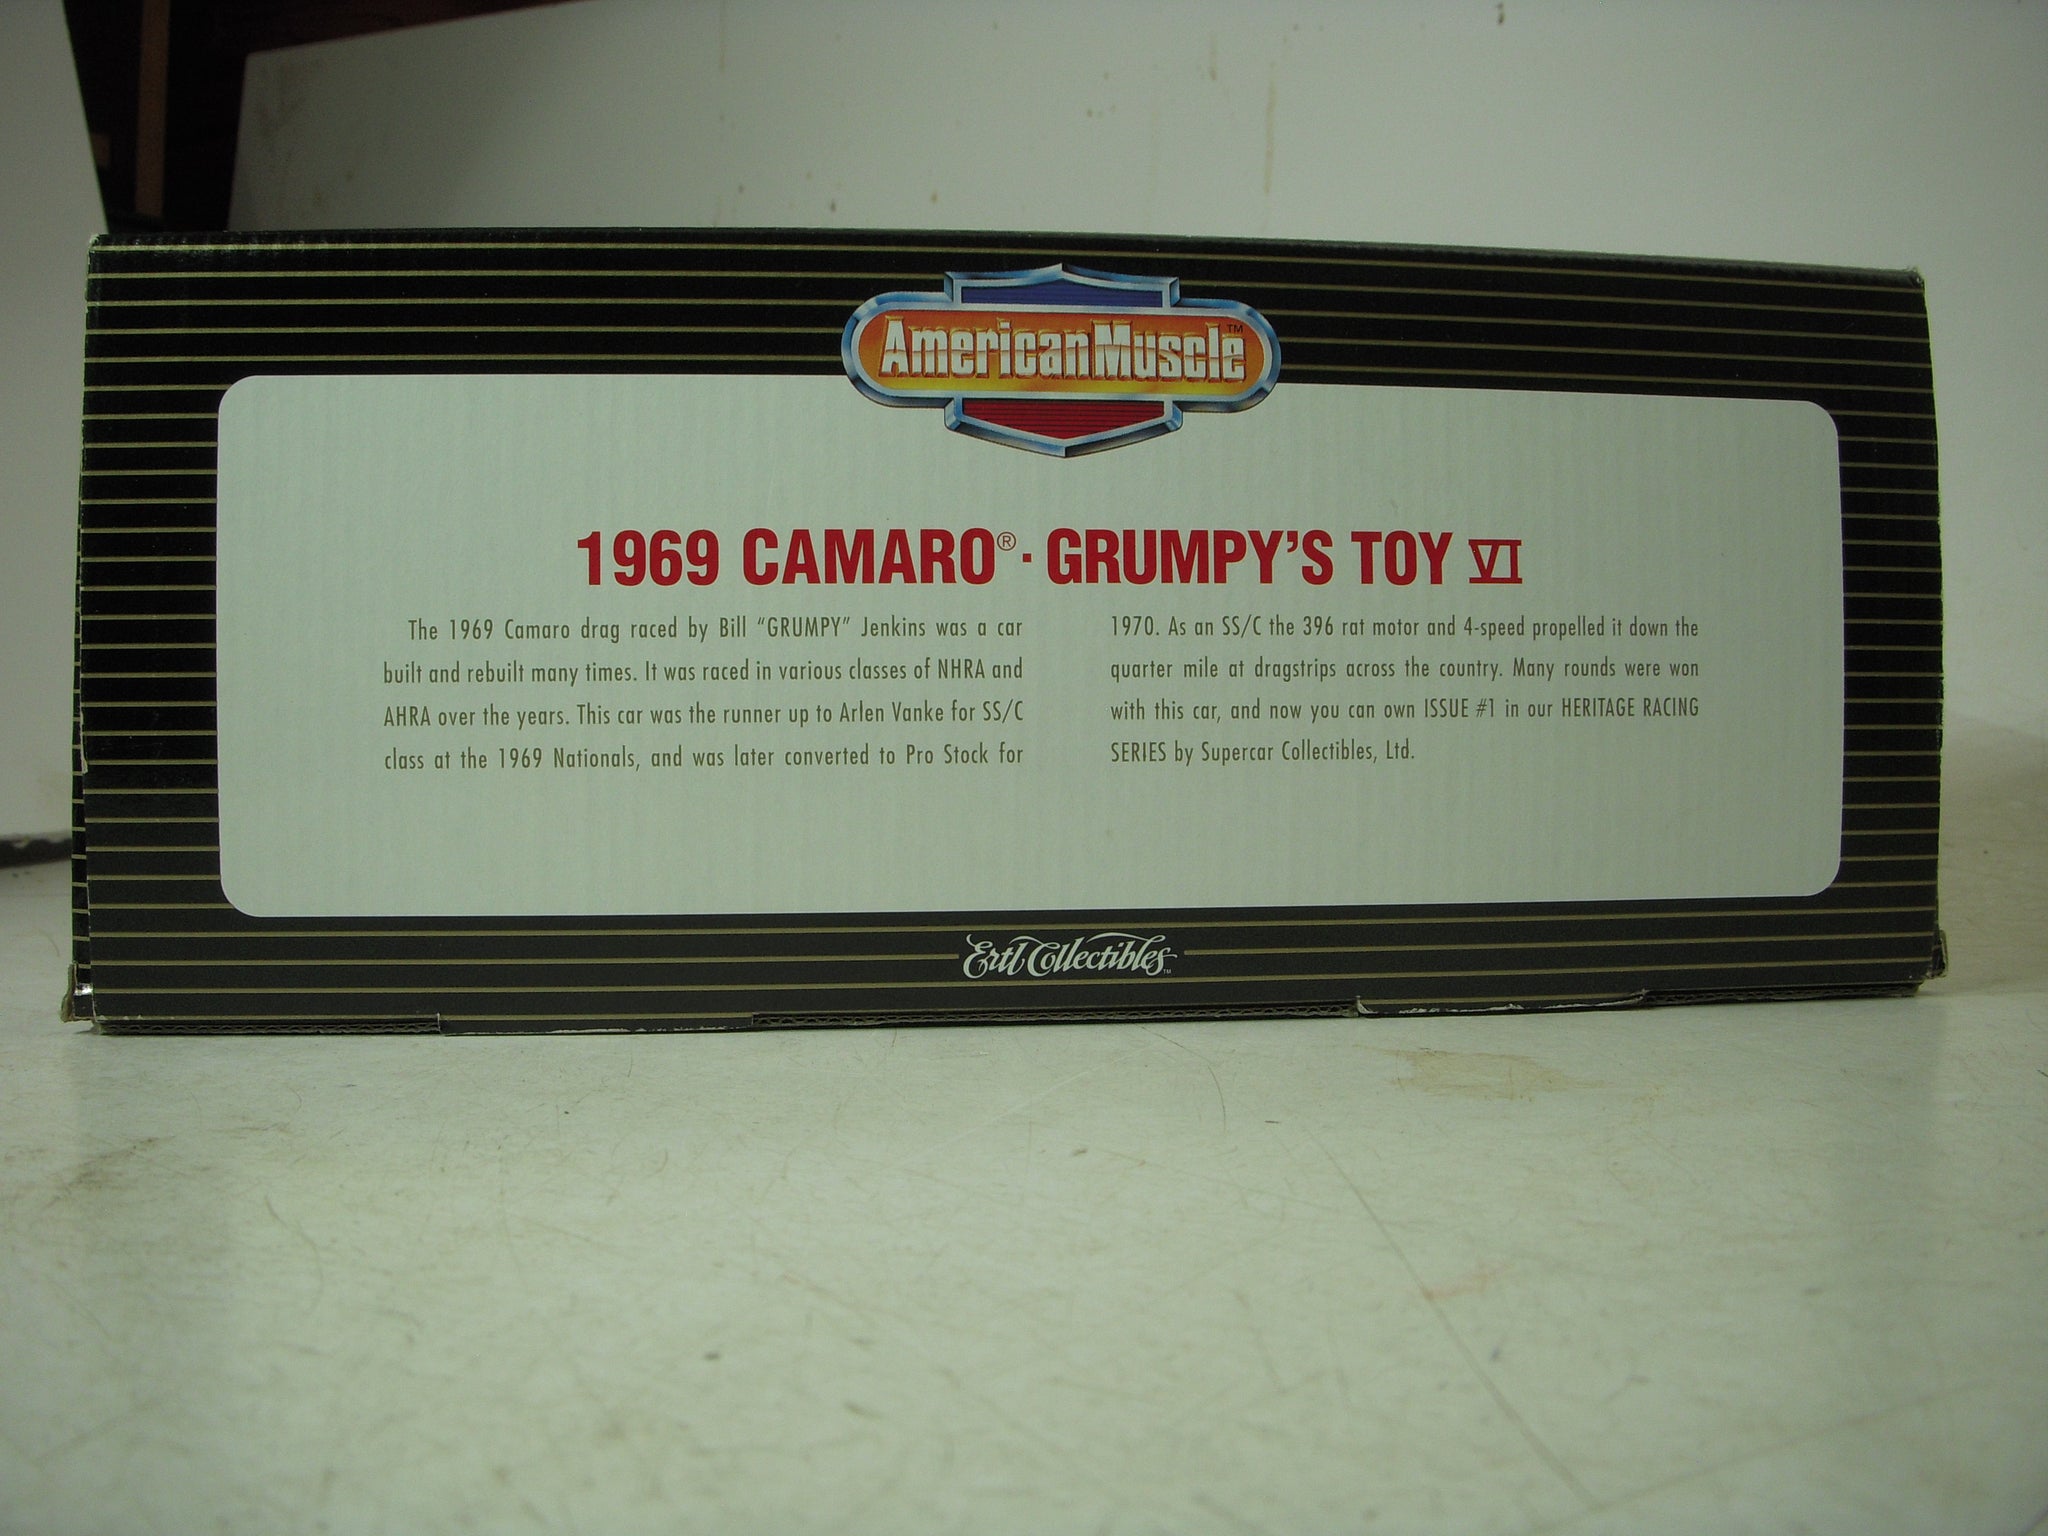 AmericanMuscle™
1969 CAMARO® · GRUMPY'S TOY VI
The 1969 Camaro drag raced by Bill “GRUMPY” Jenkins was a car
built and rebuilt many times. It was raced in various classes of NHRA and
AHRA over the years. This car was the runner up to Arlen Vanke for SS/C
class at the 1969 Nationals, and was later converted to Pro Stock for
1970. As an SS/C the 396 rat motor and 4-speed propelled it down the
quarter mile at dragstrips across the country. Many rounds were won
with this car, and now you can own ISSUE #1 in our HERITAGE RACING
SERIES by Supercar Collectibles, Ltd.
Ertl Collectibles™